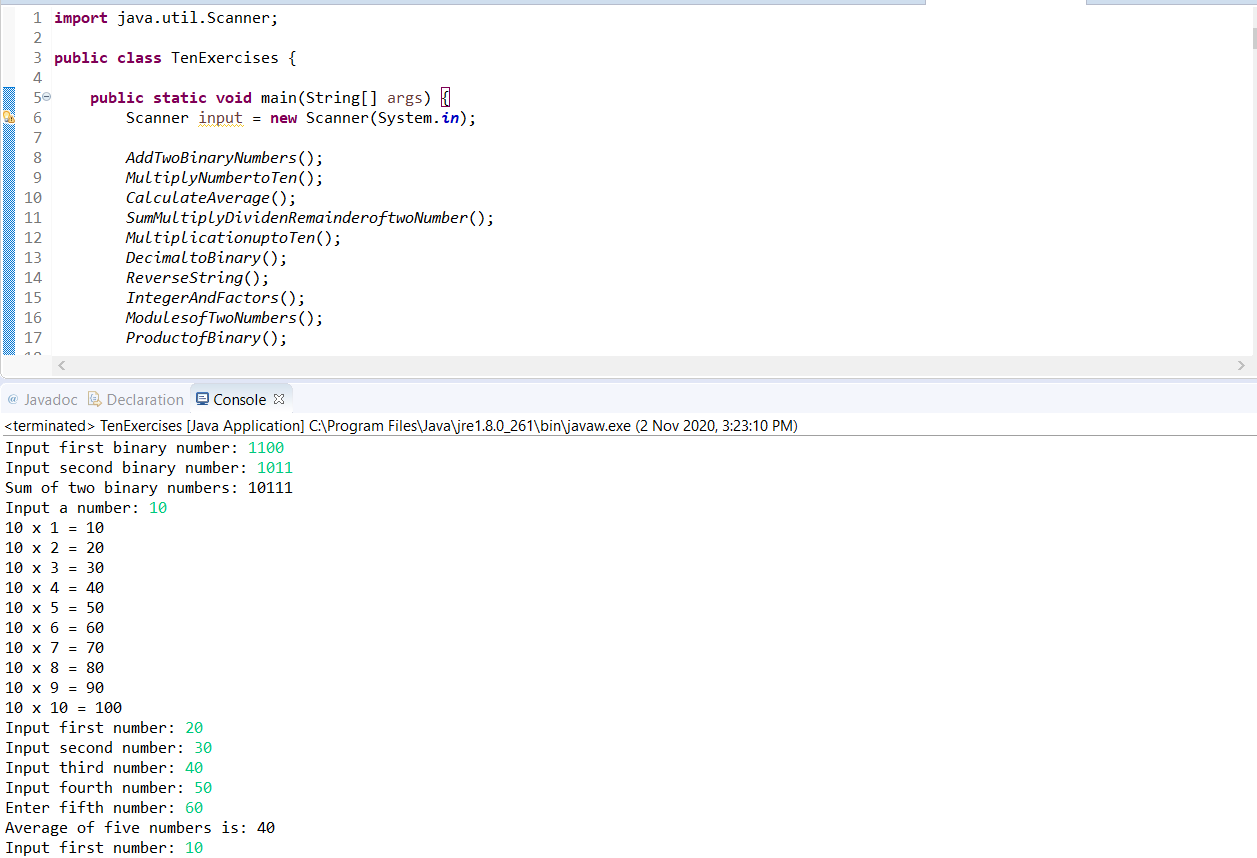 1 import java.util.Scanner;
2
3 public class TenExercises {
4
5 public static void main(String[] args) {
6 Scanner input = new Scanner(System.in);
7
8 AddTwoBinaryNumbers();
9 MultiplyNumbertoTen();
10 CalculateAverage();
11 SumMultiplyDividenRemainderoftwoNumber();
12 MultiplicationuptoTen();
13 DecimaltoBinary();
14 ReverseString();
15 IntegerAndFactors();
16 ModulesofTwoNumbers();
17 ProductofBinary();
@ Javadoc Declaration Console
<terminated> TenExercises [Java Application] C:\Program Files\Java\jre1.8.0_261\bin\javaw.exe (2 Nov 2020, 3:23:10 PM)
Input first binary number: 1100
Input second binary number: 1011
Sum of two binary numbers: 10111
Input a number: 10
10 x 1 = 10
10 x 2 = 20
10 x 3 = 30
10 x 4 = 40
10 x 5 = 50
10 x 6 = 60
10 x 7 = 70
10 x 8 = 80
10 x 9 = 90
10 x 10 = 100
Input first number: 20
Input second number: 30
Input third number: 40
Input fourth number: 50
Enter fifth number: 60
Average of five numbers is: 40
Input first number: 10